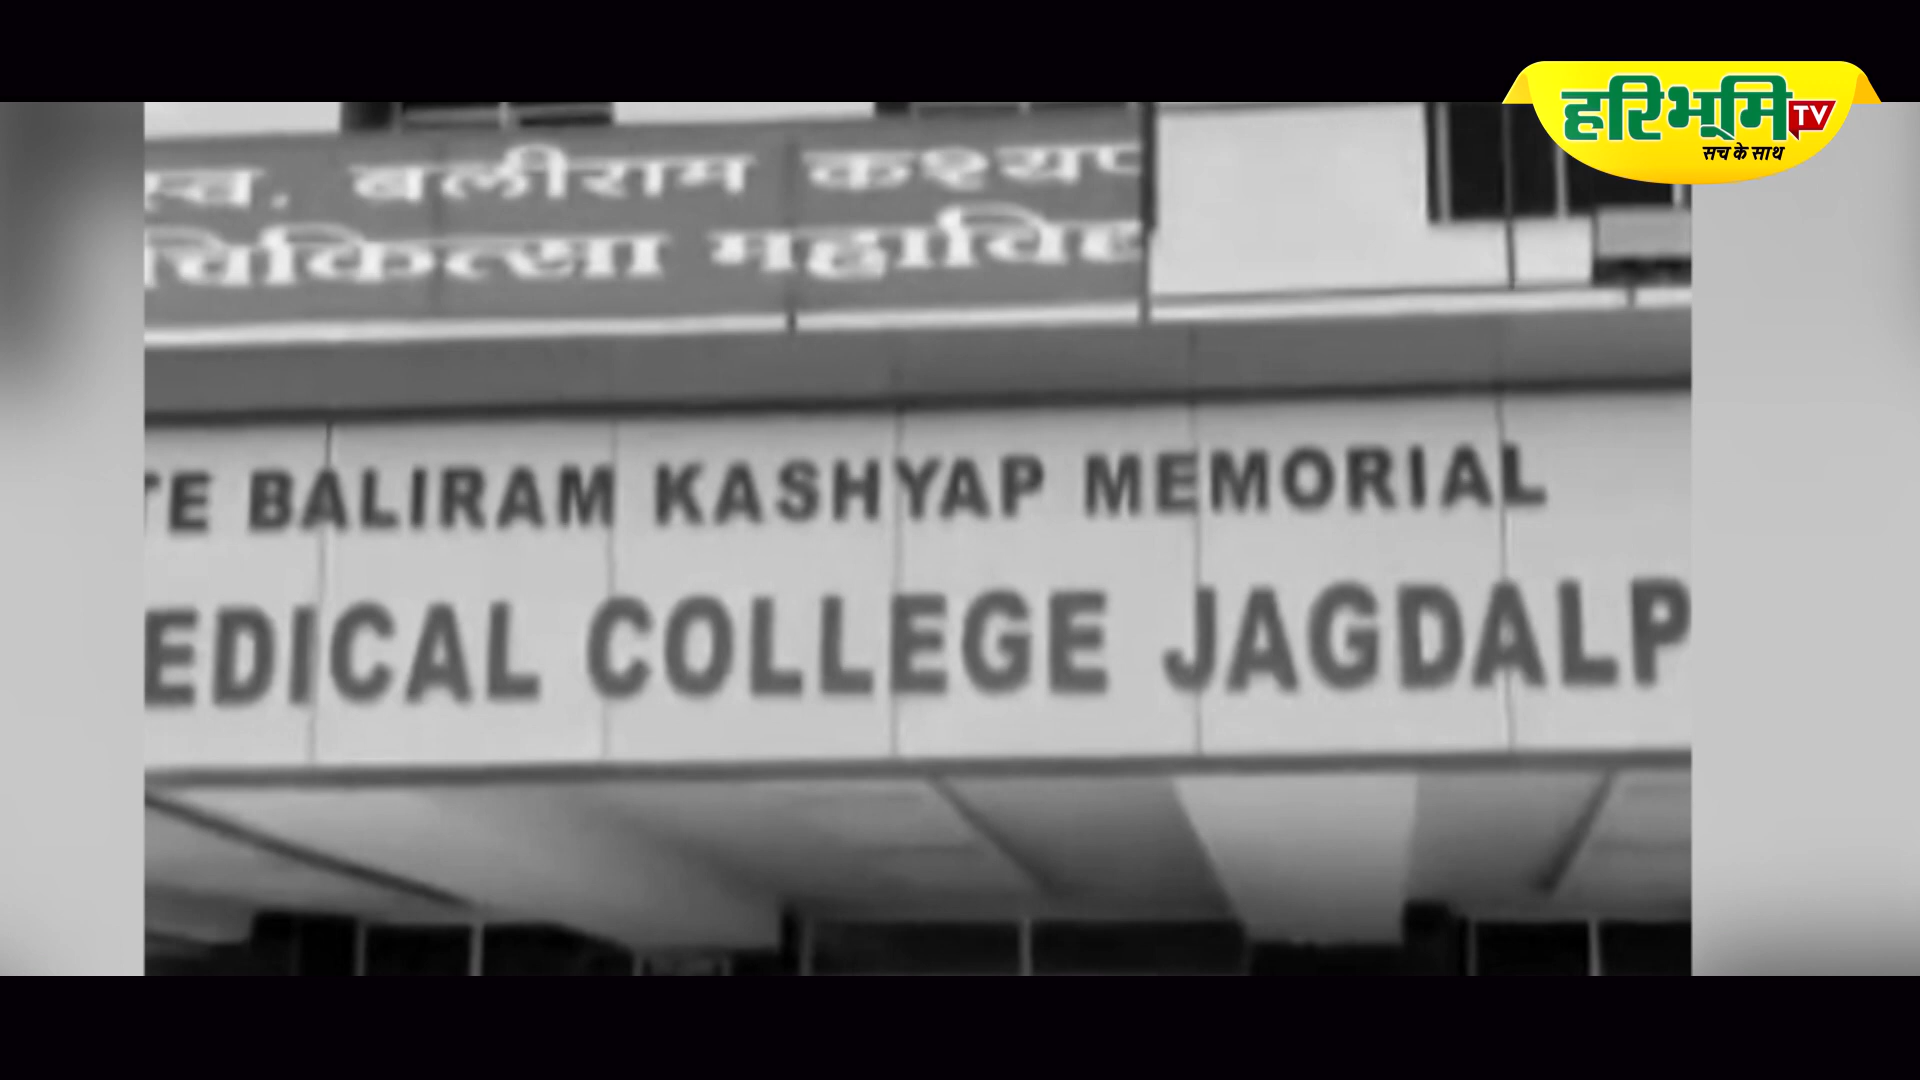 हरिभूमि TV
सच के साथ
स्व. बलीराम कश्यप
चिकित्सा महावि
TE BALIRAM KASHYAP MEMORIAL
EDICAL COLLEGE JAGDALP